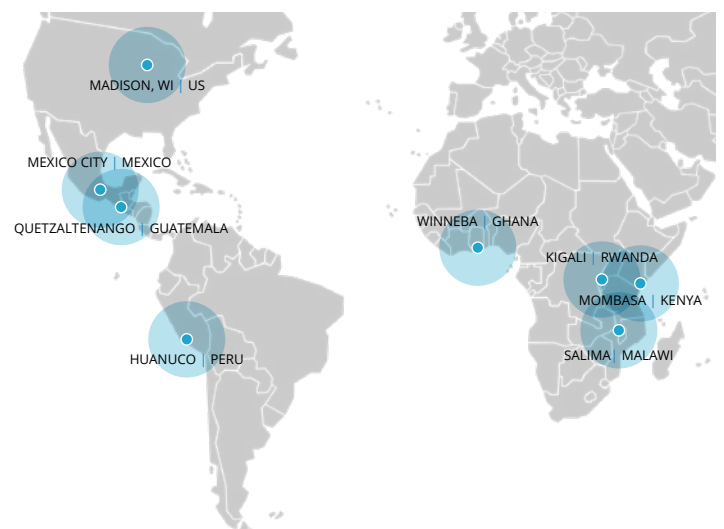 MADISON, WI | US
MEXICO CITY | MEXICO
QUETZALTENANGO | GUATEMALA
HUANUCO | PERU
WINNEBA | GHANA
KIGALI | RWANDA
MOMBASA | KENYA
SALIMA| MALAWI